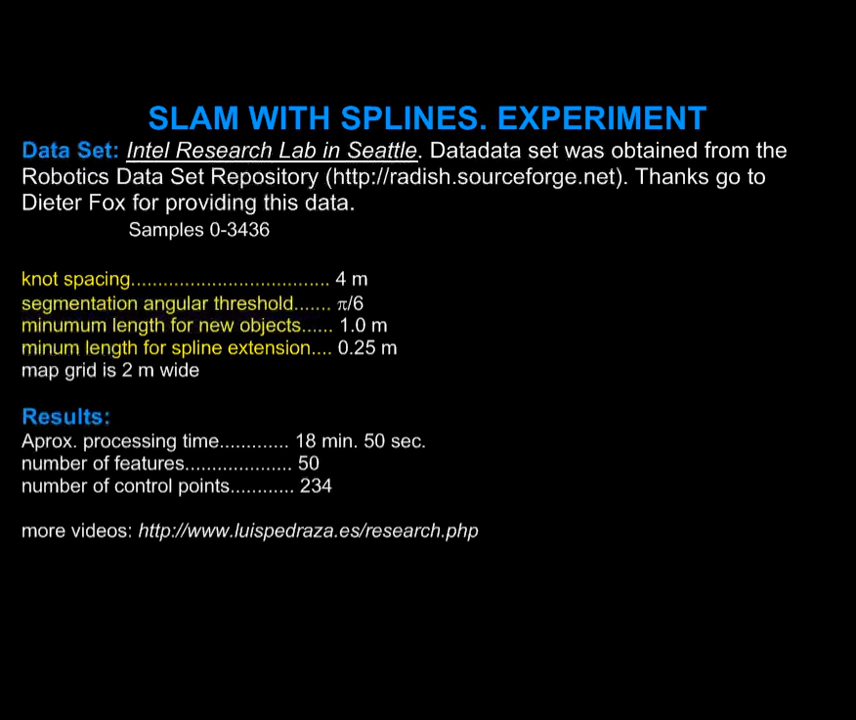 SLAM WITH SPLINES. EXPERIMENT
Data Set: Intel Research Lab in Seattle. Datadata set was obtained from the
Robotics Data Set Repository (http://radish.sourceforge.net). Thanks go to
Dieter Fox for providing this data.
Samples 0-3436
knot spacing..................................... 4 m
segmentation angular threshold....... π/6
minumum length for new objects...... 1.0 m
minum length for spline extension.... 0.25 m
map grid is 2 m wide
Results:
Aprox. processing time............. 18 min. 50 sec.
number of features.................... 50
number of control points............ 234
more videos: http://www.luispedraza.es/research.php